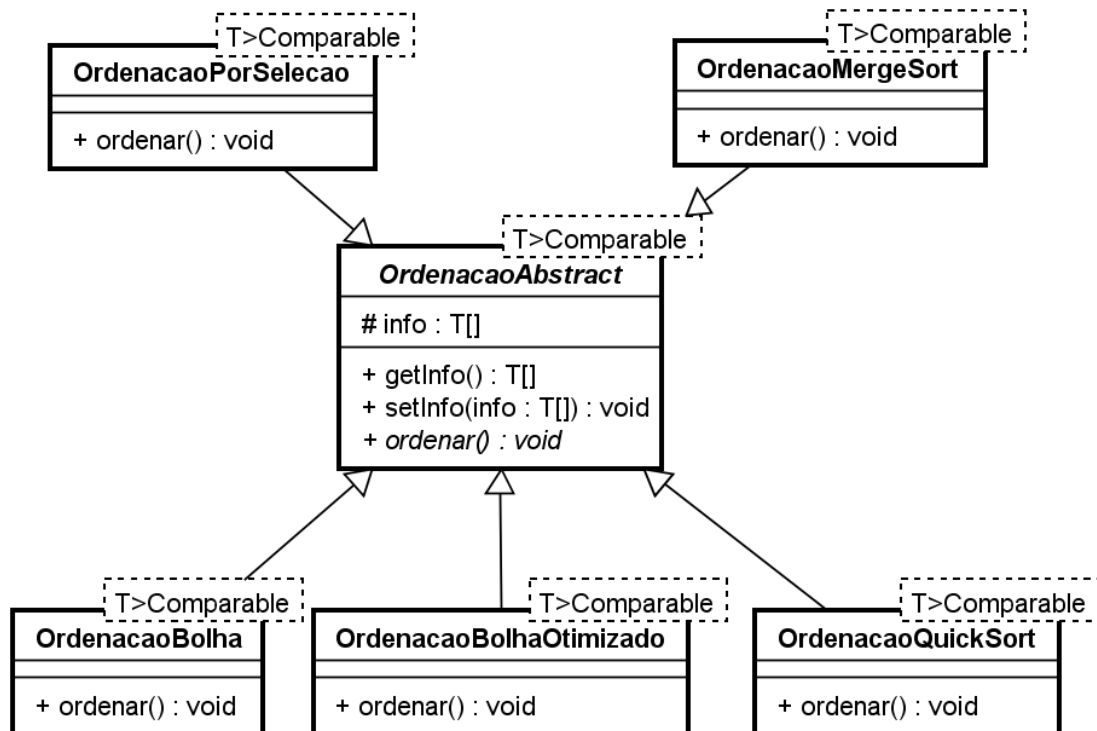 T>Comparable
OrdenacaoPorSelecao
+ ordenar() : void
T>Comparable
OrdenacaoMergeSort
+ ordenar() : void
T>Comparable
OrdenacaoAbstract
# info : T[]
+ getInfo() : T[]
+ setInfo(info : T[]) : void
+ ordenar() : void
T>Comparable
OrdenacaoBolha
+ ordenar() : void
T>Comparable
OrdenacaoBolhaOtimizado
+ ordenar() : void
T>Comparable
OrdenacaoQuickSort
+ ordenar() : void